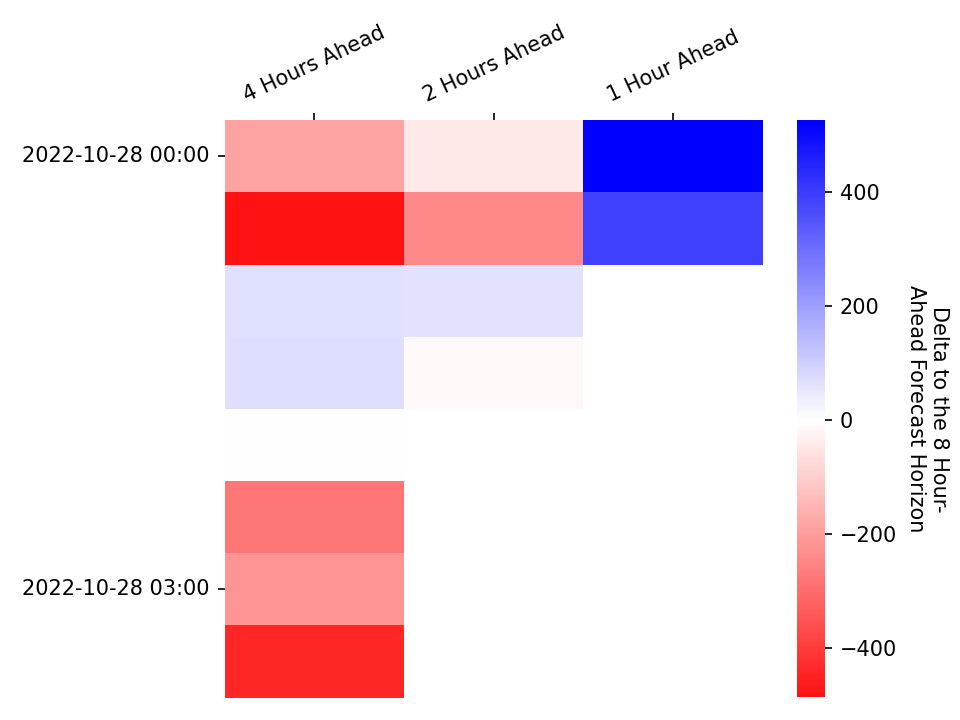 4 Hours Ahead
2 Hours Ahead
1 Hour Ahead
2022-10-28 00:00
2022-10-28 03:00
400
200
0
−200
−400
Delta to the 8 Hour-
Ahead Forecast Horizon